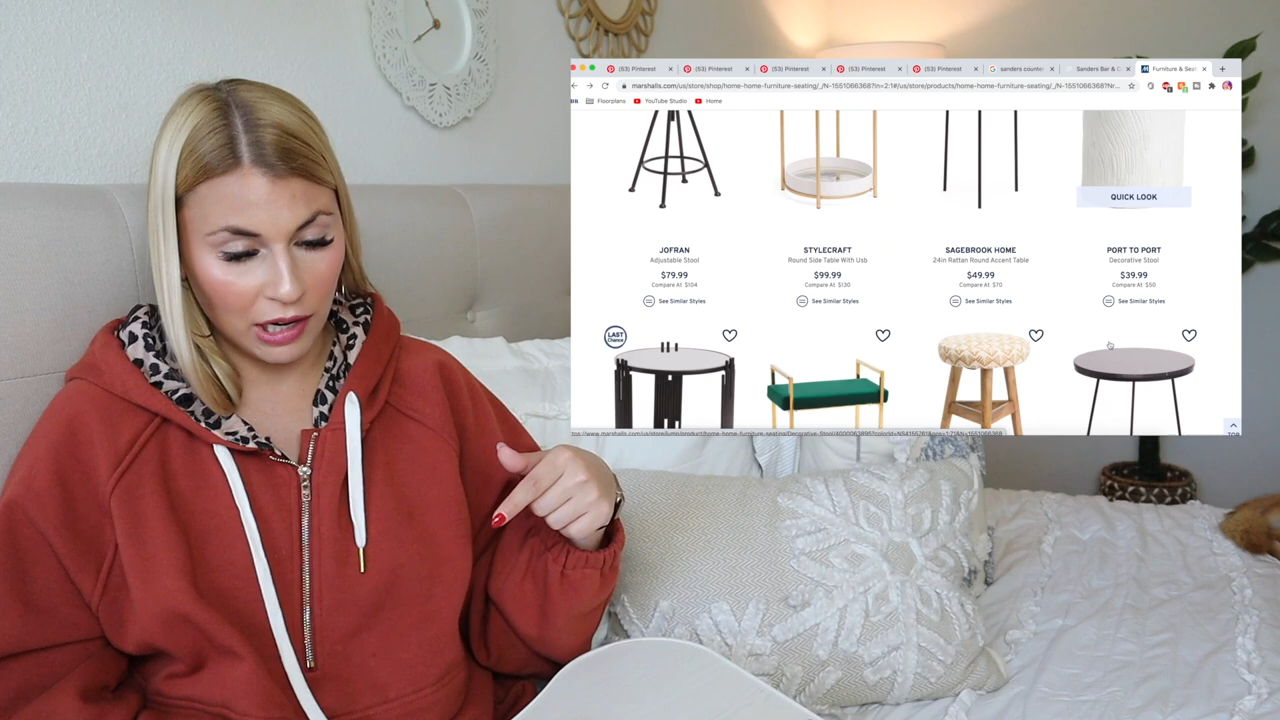 (53) Pinterest
(53) Pinterest
(53) Pinterest
(53) Pinterest
(53) Pinterest
sanders counte
Sanders Bar & C
Furniture & Seat
marshalls.com/us/store/shop/home-home-furniture-seating/_/N-1551066368?ln=2:1#/us/store/products/home-home-furniture-seating/_/N-1551066368?Nr...
Floorplans
YouTube Studio
Home
QUICK LOOK
JOFRAN
Adjustable Stool
$79.99
Compare At $104
See Similar Styles
STYLECRAFT
Round Side Table With Usb
$99.99
Compare At $130
See Similar Styles
SAGEBROOK HOME
24in Rattan Round Accent Table
$49.99
Compare At $70
See Similar Styles
PORT TO PORT
Decorative Stool
$39.99
Compare At $50
See Similar Styles
LAST
Chance
TOP